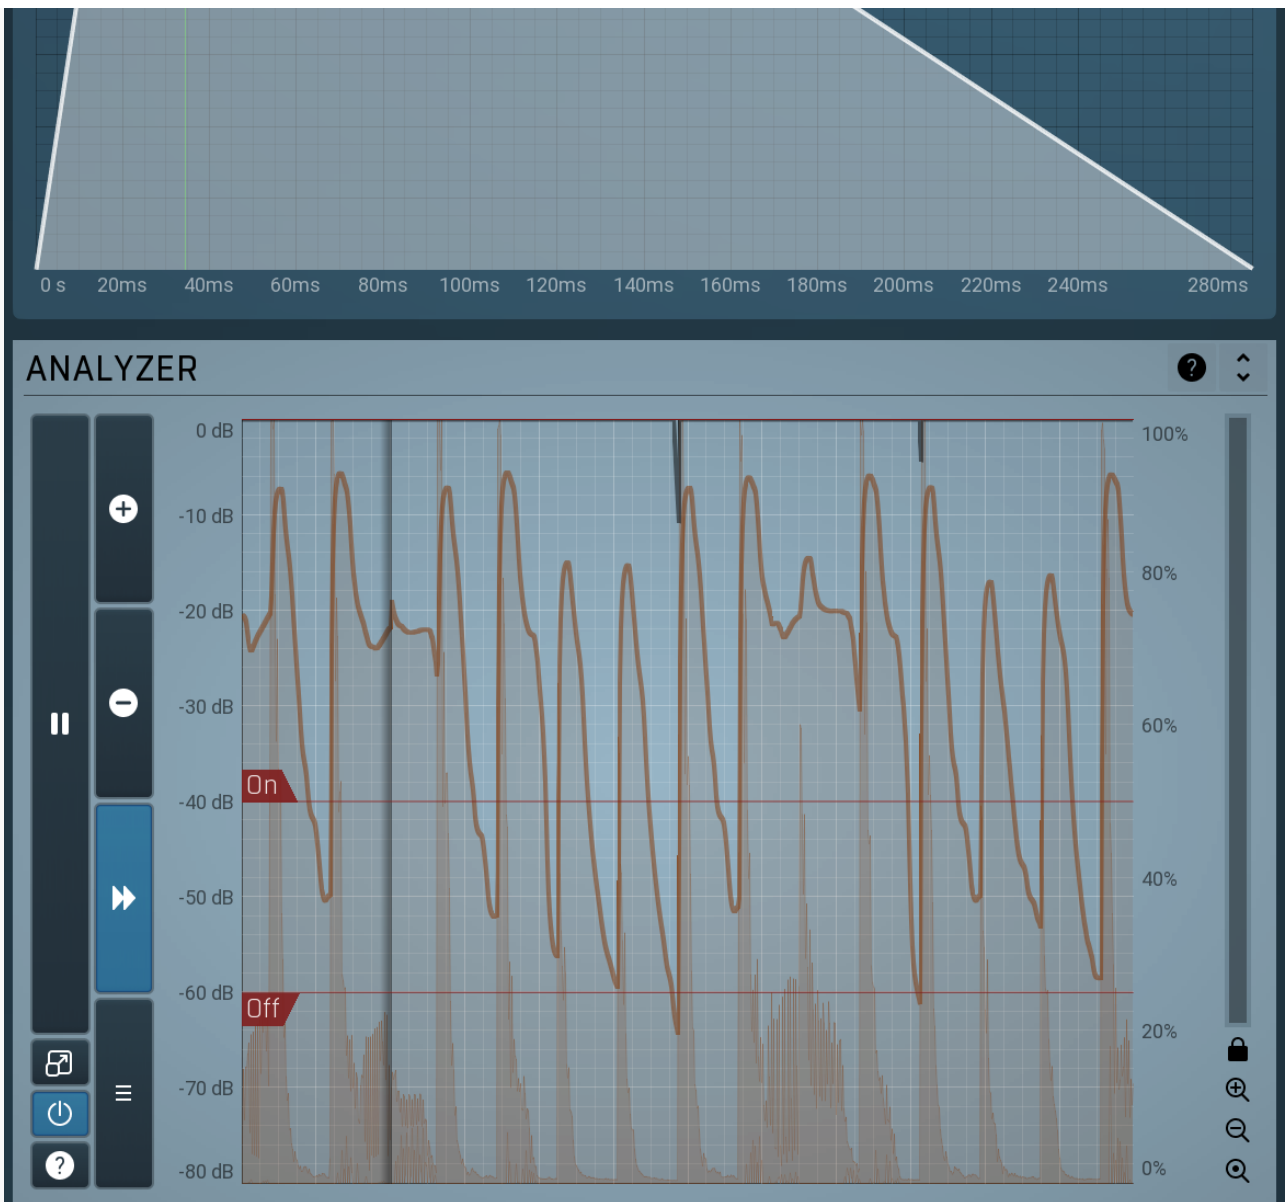 0 s 20ms 40ms 60ms 80ms 100ms 120ms 140ms 160ms 180ms 200ms 220ms 240ms 280ms
ANALYZER
0 dB 100%
-10 dB
80%
-20 dB
-30 dB
60%
On
-40 dB
40%
-50 dB
-60 dB
Off
20%
-70 dB
-80 dB 0%